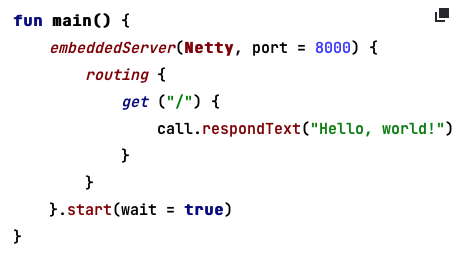 fun main() {
    embeddedServer(Netty, port = 8000) {
        routing {
            get ("/") {
                call.respondText("Hello, world!")
            }
        }
    }.start(wait = true)
}